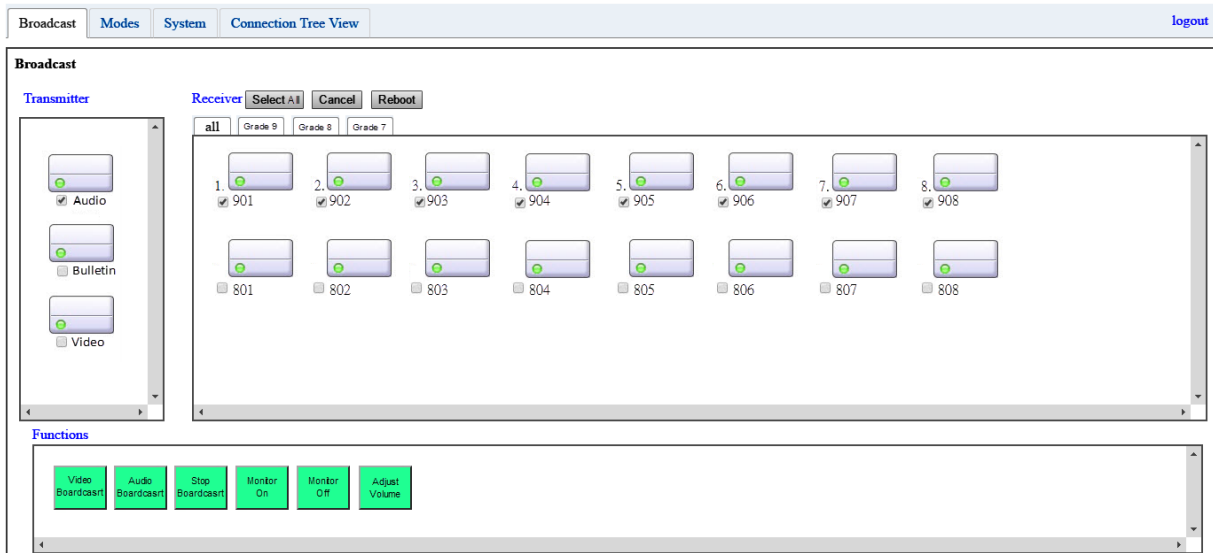 Broadcast Modes System Connection Tree View logout
Broadcast
Transmitter Receiver Select All Cancel Reboot
all Grade 9 Grade 8 Grade 7
1. 2. 3. 4. 5. 6. 7. 8.
Audio 901 902 903 904 905 906 907 908
Bulletin
801 802 803 804 805 806 807 808
Video
Functions
Video Audio Stop Monitor Monitor Adjust
Boardcasrt Boardcasrt Boardcasrt On Off Volume